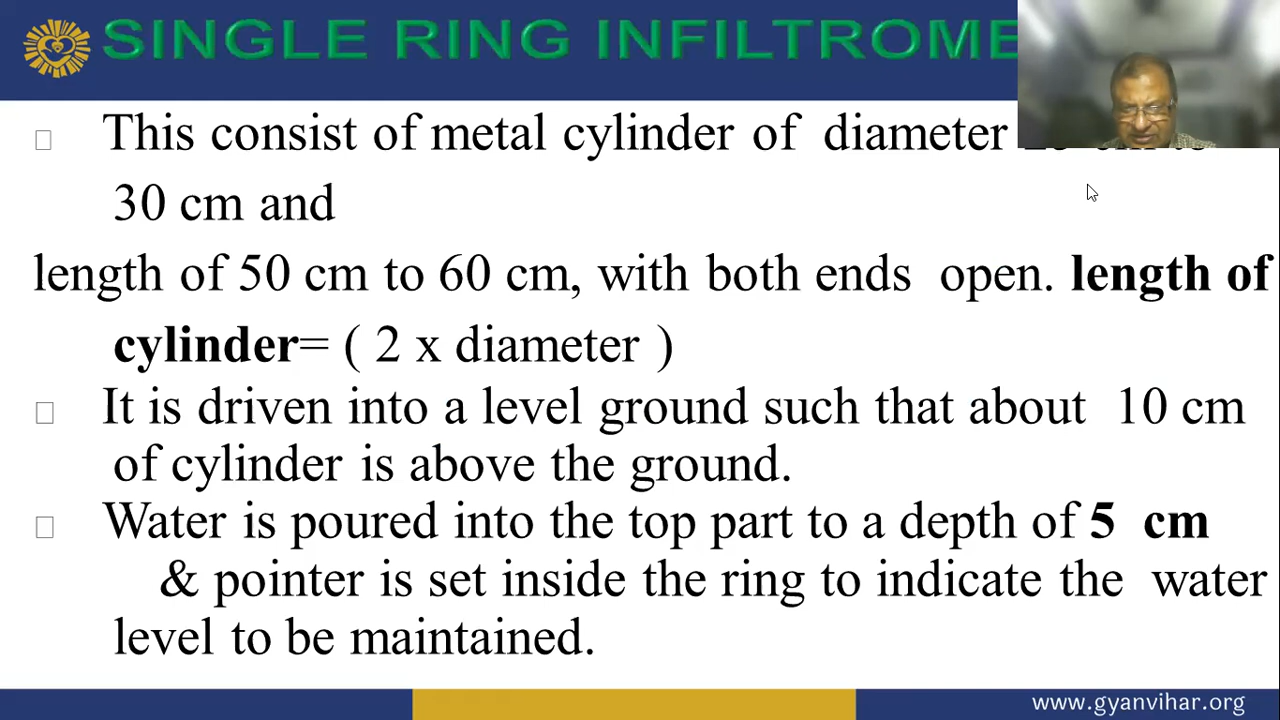 SINGLE RING
This consist of metal cylinder of diameter
30 cm and
length of 50 cm to 60 cm, with both ends open. length of
cylinder= ( 2 x diameter )
It is driven into a level ground such that about 10 cm
of cylinder is above the ground.
Water is poured into the top part to a depth of 5 cm
& pointer is set inside the ring to indicate the water
level to be maintained.
www.gyanvihar.org